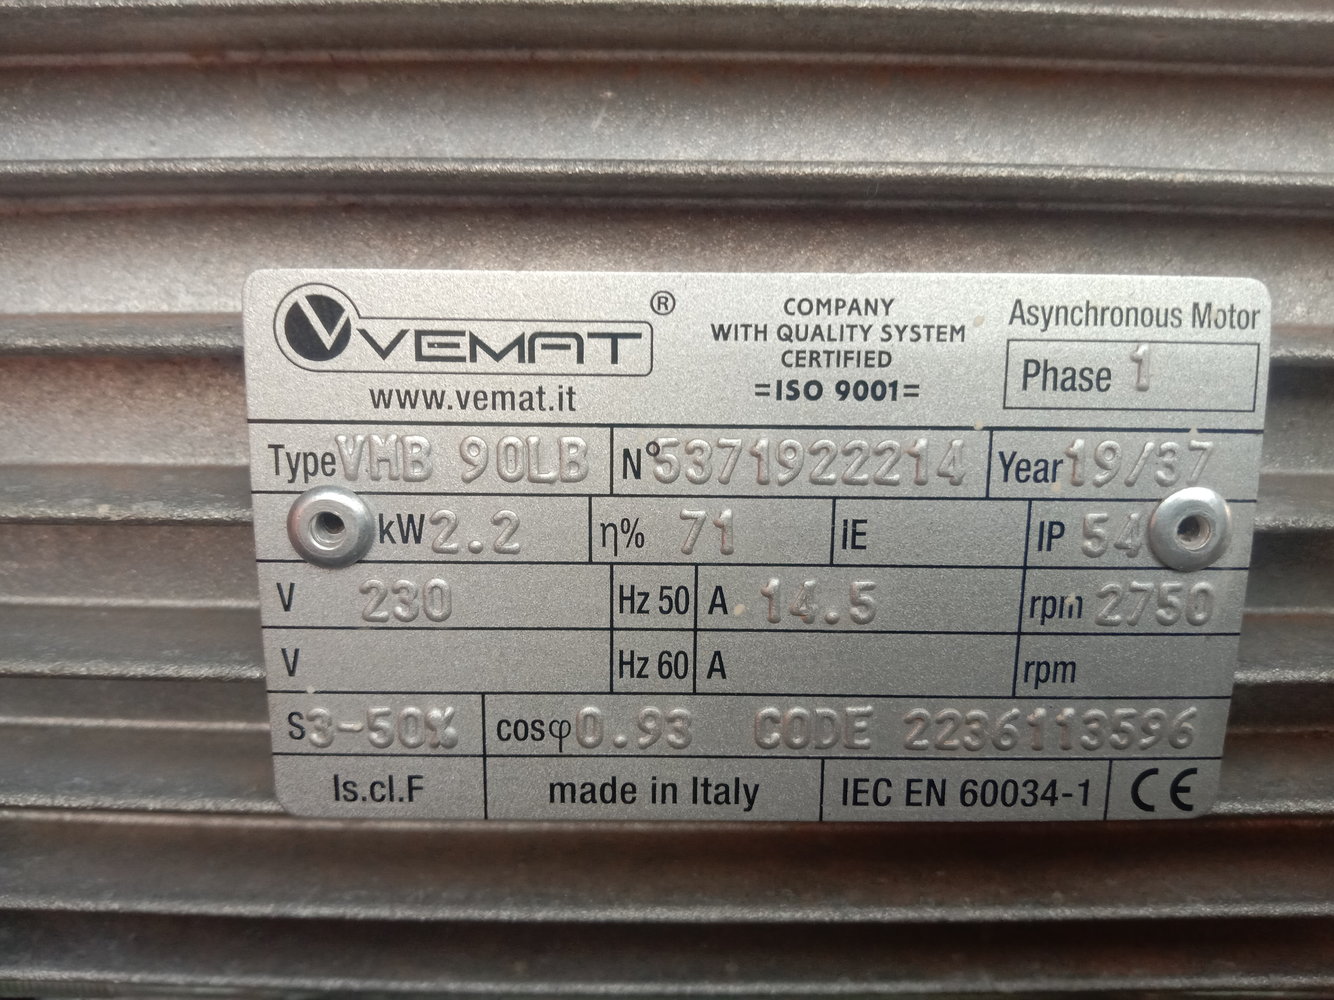 VEMAT ®
www.vemat.it
COMPANY
WITH QUALITY SYSTEM
CERTIFIED
=ISO 9001=
Asynchronous Motor
Phase 1
Type VMB 90LB N° 53719222214 Year 19/37
kW 2.2 η% 71 IE IP 54
V 230 Hz 50 A 14.5 rpm 2750
V Hz 60 A rpm
S3-50% cosφ 0.93 CODE 2236113596
Is.cl.F made in Italy IEC EN 60034-1 CE